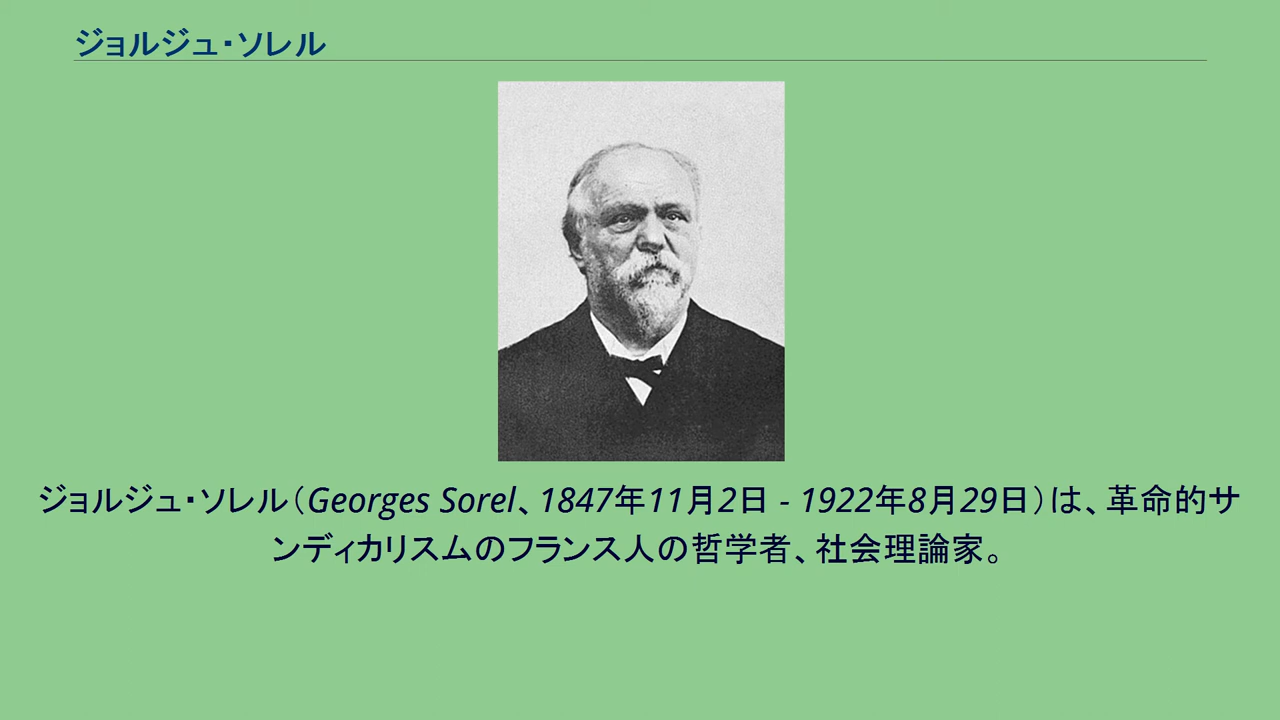 ジョルジュ・ソレル
ジョルジュ・ソレル（Georges Sorel、1847年11月2日 - 1922年8月29日）は、革命的サ
ンディカリスムのフランス人の哲学者、社会理論家。